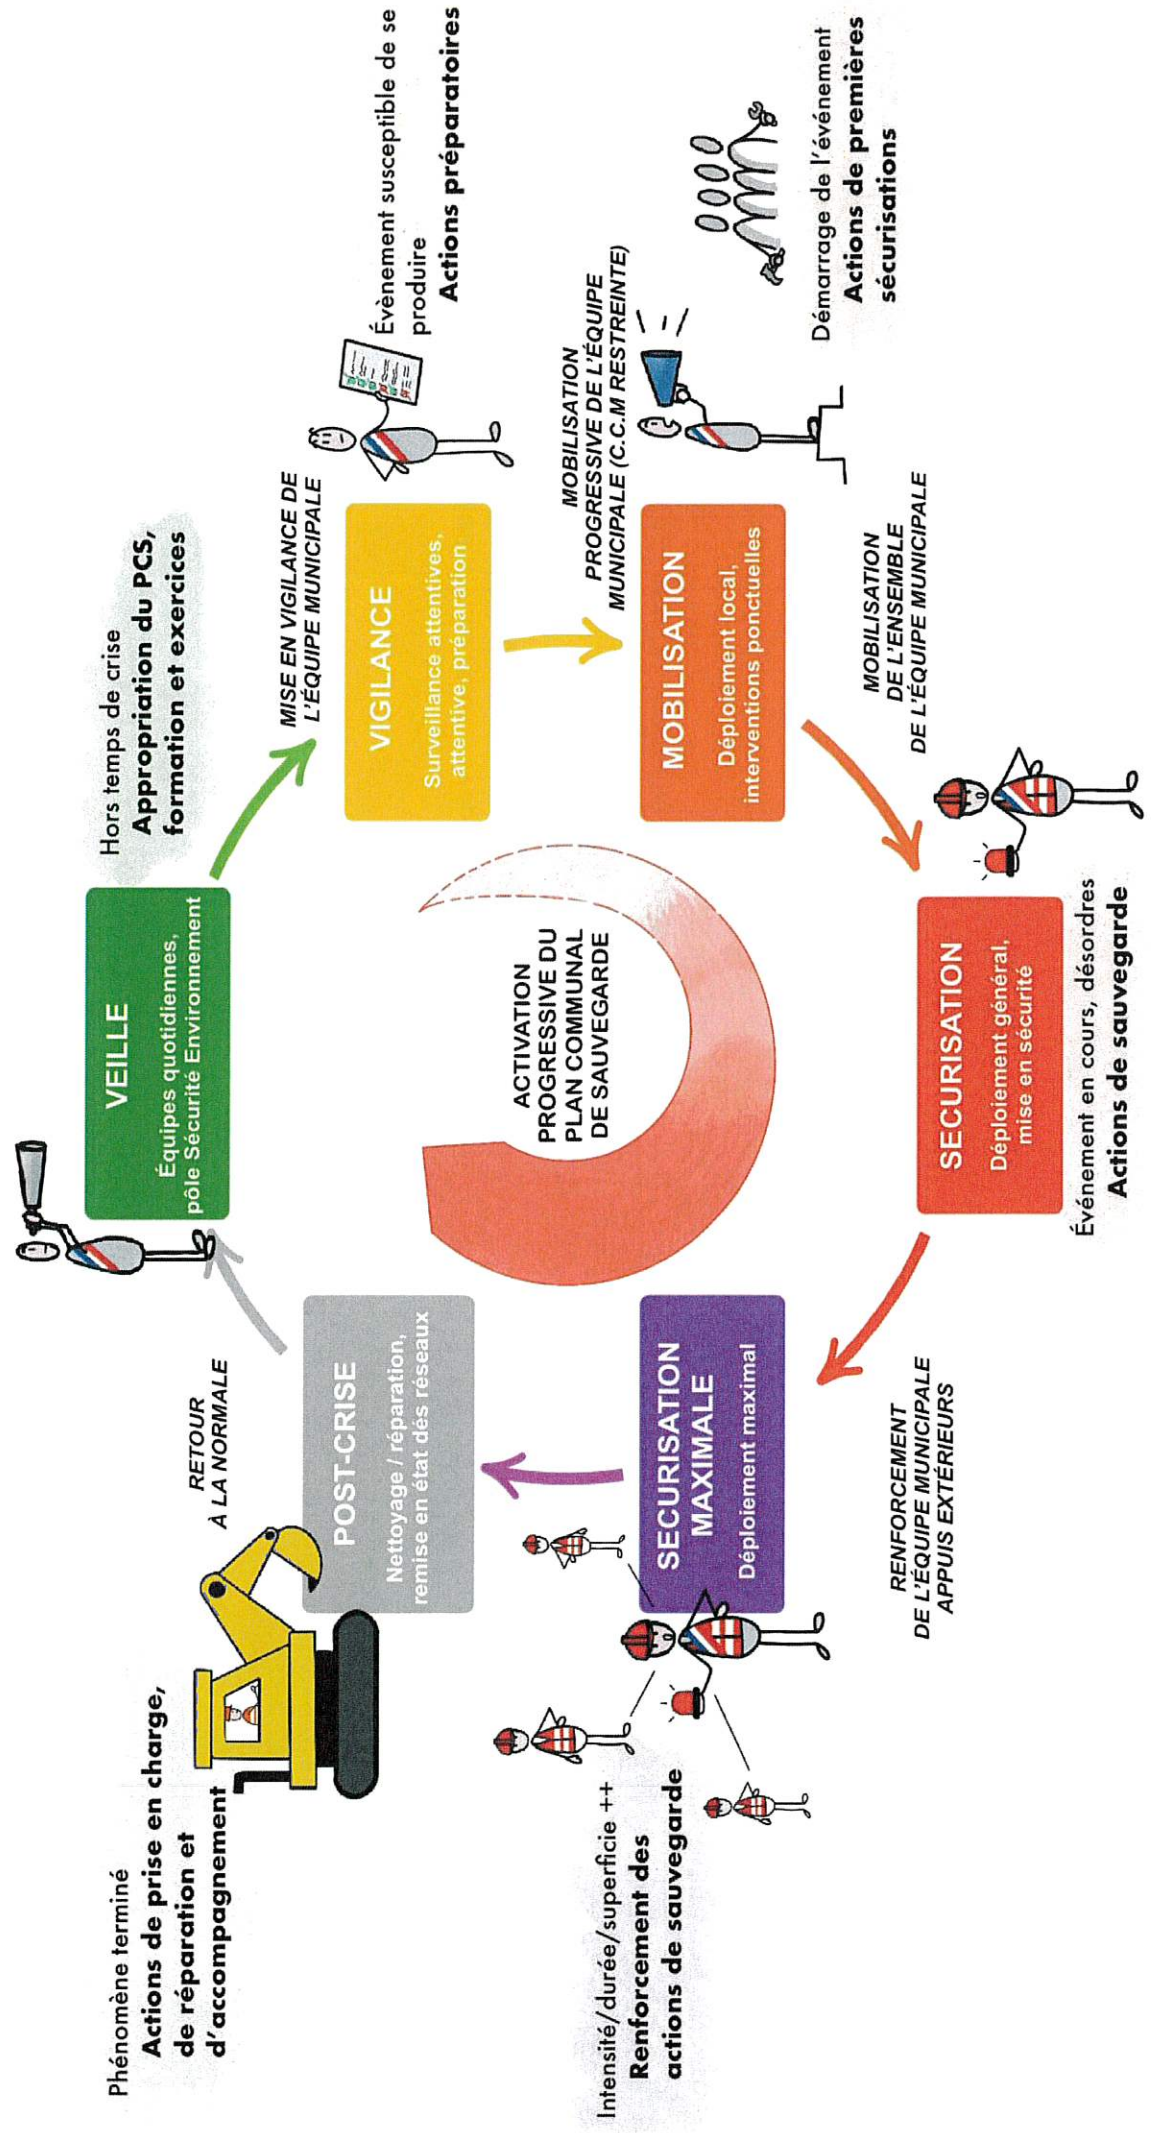 Hors temps de crise
Appropriation du PCS,
formation et exercices
VEILLE
Équipes quotidiennes,
pôle Sécurité Environnement
MISE EN VIGILANCE DE
L'ÉQUIPE MUNICIPALE
Évènement susceptible de se
produire
Actions préparatoires
VIGILANCE
Surveillance attentives,
attentive, préparation
MOBILISATION
PROGRESSIVE DE L'ÉQUIPE
MUNICIPALE (C.C.M RESTREINTE)
MOBILISATION
Déploiement local,
interventions ponctuelles
Démarrage de l'événement
Actions de premières
sécurisations
MOBILISATION
DE L'ENSEMBLE
DE L'ÉQUIPE MUNICIPALE
SECURISATION
Déploiement général,
mise en sécurité
Événement en cours, désordres
Actions de sauvegarde
RENFORCEMENT
DE L'ÉQUIPE MUNICIPALE
APPUIS EXTÉRIEURS
SECURISATION
MAXIMALE
Déploiement maximal
Intensité/durée/superficie ++
Renforcement des
actions de sauvegarde
POST-CRISE
Nettoyage / réparation,
remise en état des réseaux
Phénomène terminé
Actions de prise en charge,
de réparation et
d'accompagnement
RETOUR
À LA NORMALE
ACTIVATION
PROGRESSIVE DU
PLAN COMMUNAL
DE SAUVEGARDE